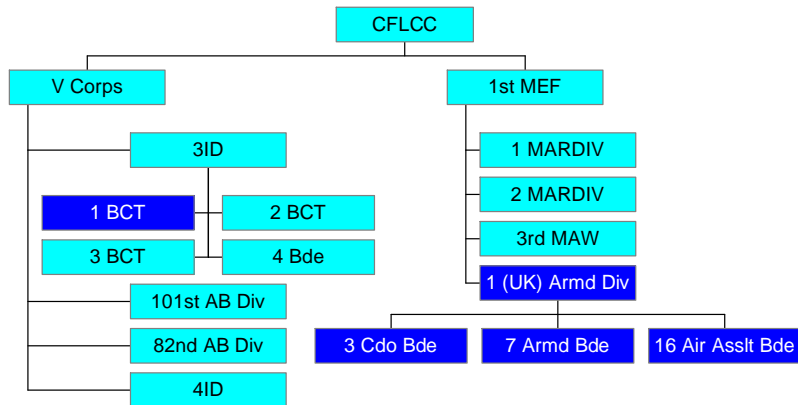 CFLCC
V Corps
1st MEF
3ID
1 MARDIV
2 MARDIV
1 BCT
2 BCT
3rd MAW
3 BCT
4 Bde
1 (UK) Armd Div
101st AB Div
82nd AB Div
3 Cdo Bde
7 Armd Bde
16 Air Asslt Bde
4ID